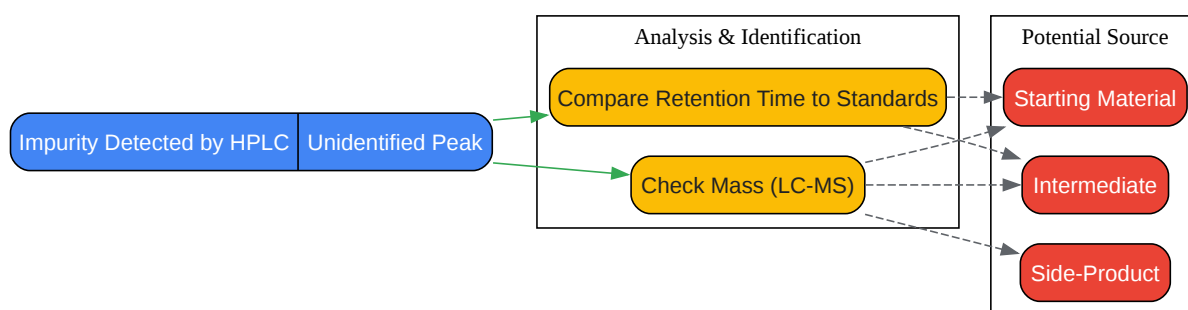 Impurity Detected by HPLC
Unidentified Peak
Analysis & Identification
Compare Retention Time to Standards
Check Mass (LC-MS)
Potential Source
Starting Material
Intermediate
Side-Product